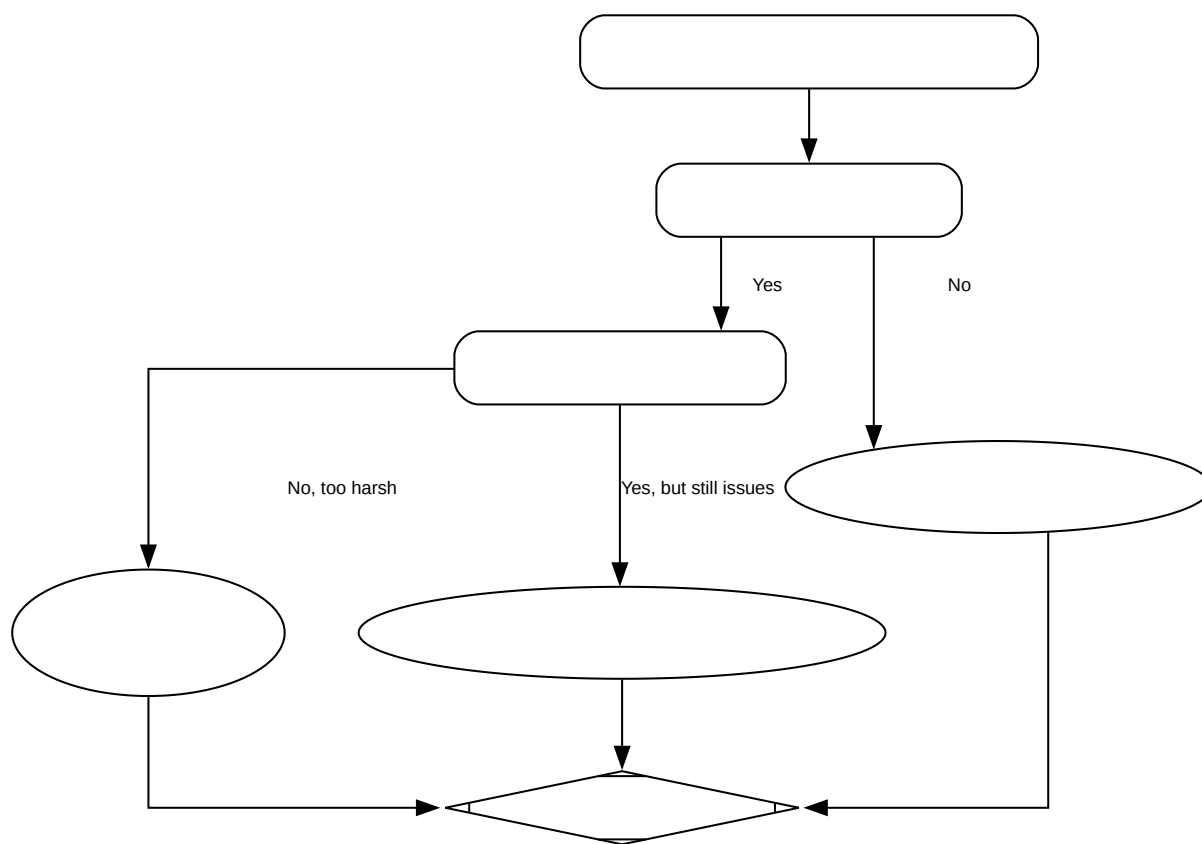 Yes
No
No, too harsh
Yes, but still issues